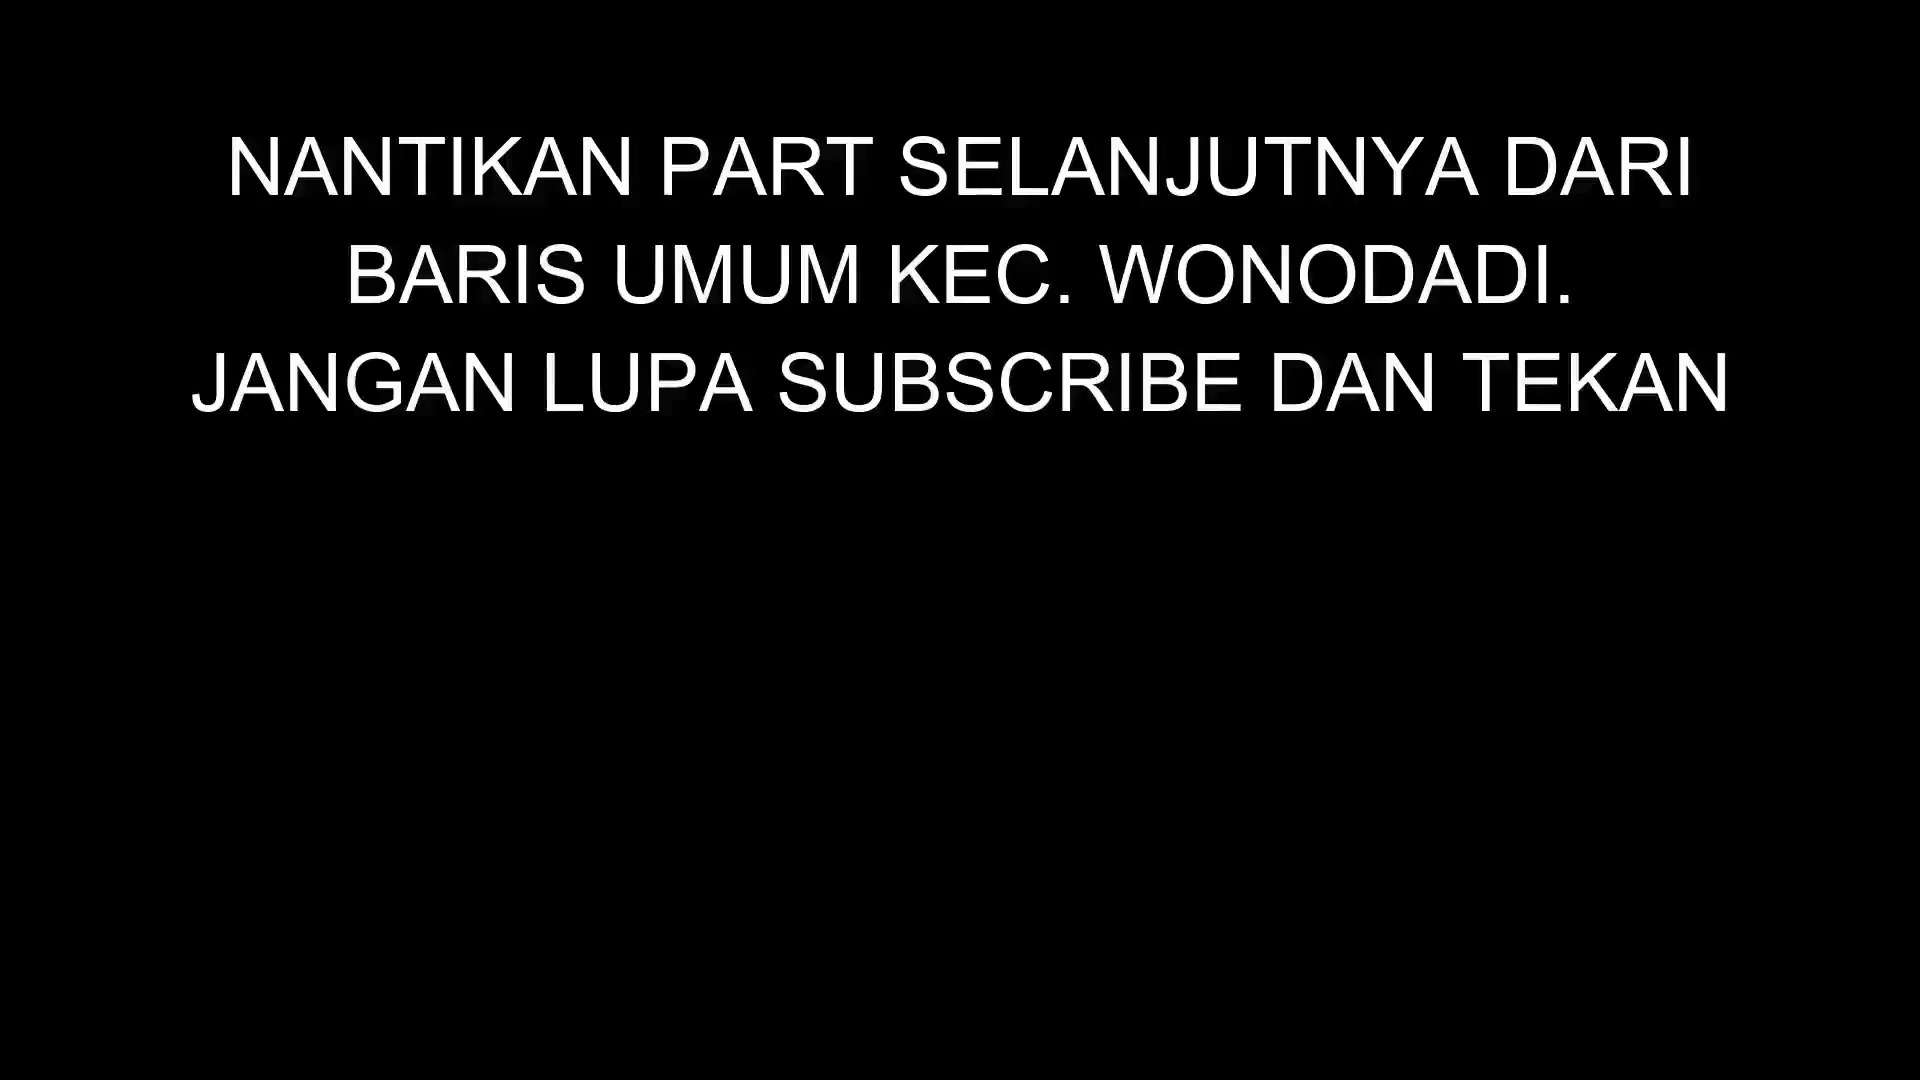 NANTIKAN PART SELANJUTNYA DARI
BARIS UMUM KEC. WONODADI.
JANGAN LUPA SUBSCRIBE DAN TEKAN